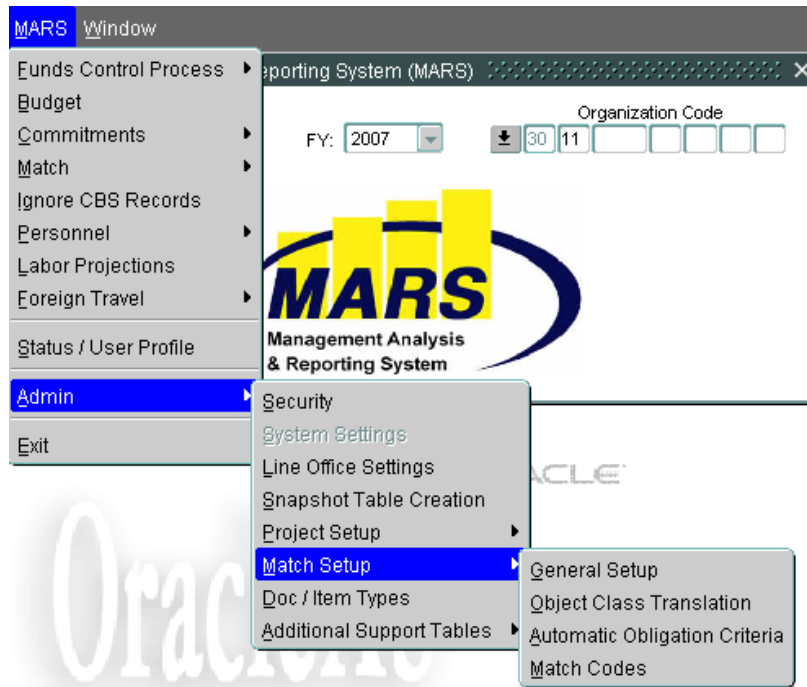 MARS Window
Funds Control Process
Budget
Commitments
Match
Ignore CBS Records
Personnel
Labor Projections
Foreign Travel
Status / User Profile
Admin
Exit
eporting System (MARS)
Organization Code
FY: 2007 30 11
MARS
Management Analysis
& Reporting System
Security
System Settings
Line Office Settings
Snapshot Table Creation
Project Setup
Match Setup
Doc / Item Types
Additional Support Tables
General Setup
Object Class Translation
Automatic Obligation Criteria
Match Codes
ACLE